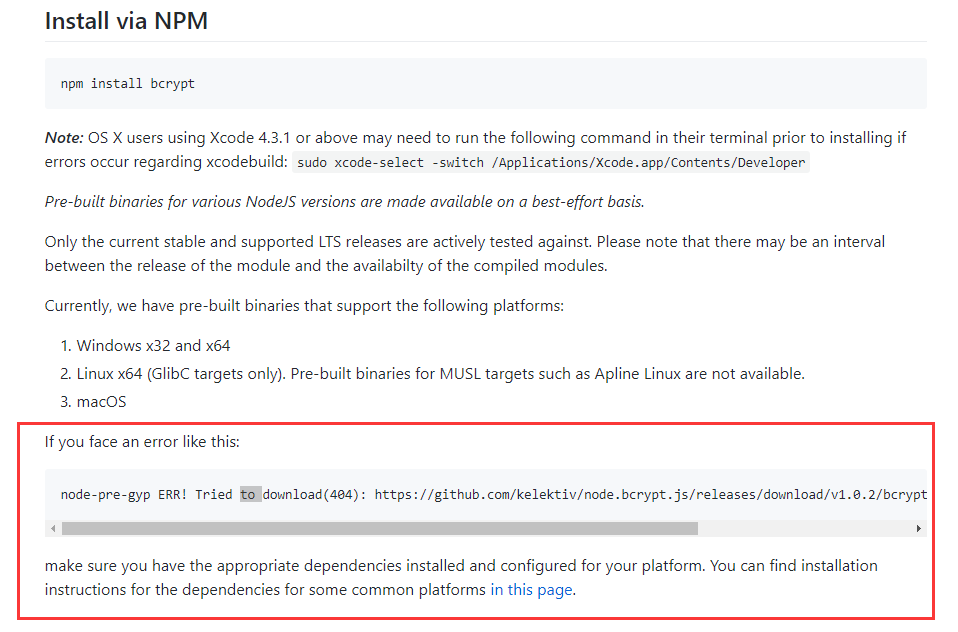 Install via NPM
npm install bcrypt
Note: OS X users using Xcode 4.3.1 or above may need to run the following command in their terminal prior to installing if
errors occur regarding xcodebuild: sudo xcode-select -switch /Applications/Xcode.app/Contents/Developer
Pre-built binaries for various NodeJS versions are made available on a best-effort basis.
Only the current stable and supported LTS releases are actively tested against. Please note that there may be an interval
between the release of the module and the availabilty of the compiled modules.
Currently, we have pre-built binaries that support the following platforms:
1. Windows x32 and x64
2. Linux x64 (GlibC targets only). Pre-built binaries for MUSL targets such as Apline Linux are not available.
3. macOS
If you face an error like this:
node-pre-gyp ERR! Tried to download(404): https://github.com/kelektiv/node.bcrypt.js/releases/download/v1.0.2/bcrypt
make sure you have the appropriate dependencies installed and configured for your platform. You can find installation
instructions for the dependencies for some common platforms in this page.